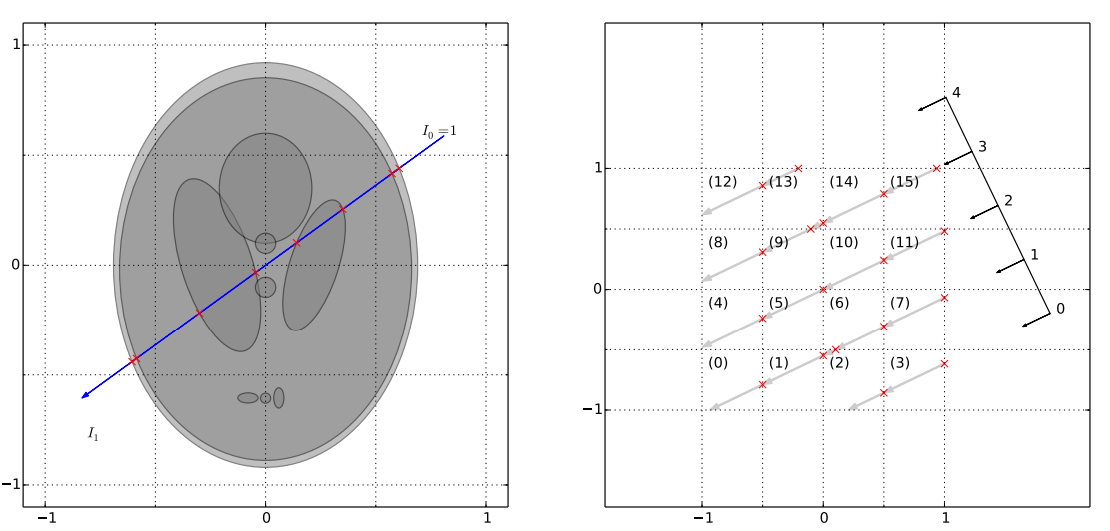 1
0
−1
−1
0
1
I₀ = 1
I₁
1
0
−1
−1
0
1
4
3
2
1
0
(12) (13) (14) (15)
(8) (9) (10) (11)
(4) (5) (6) (7)
(0) (1) (2) (3)